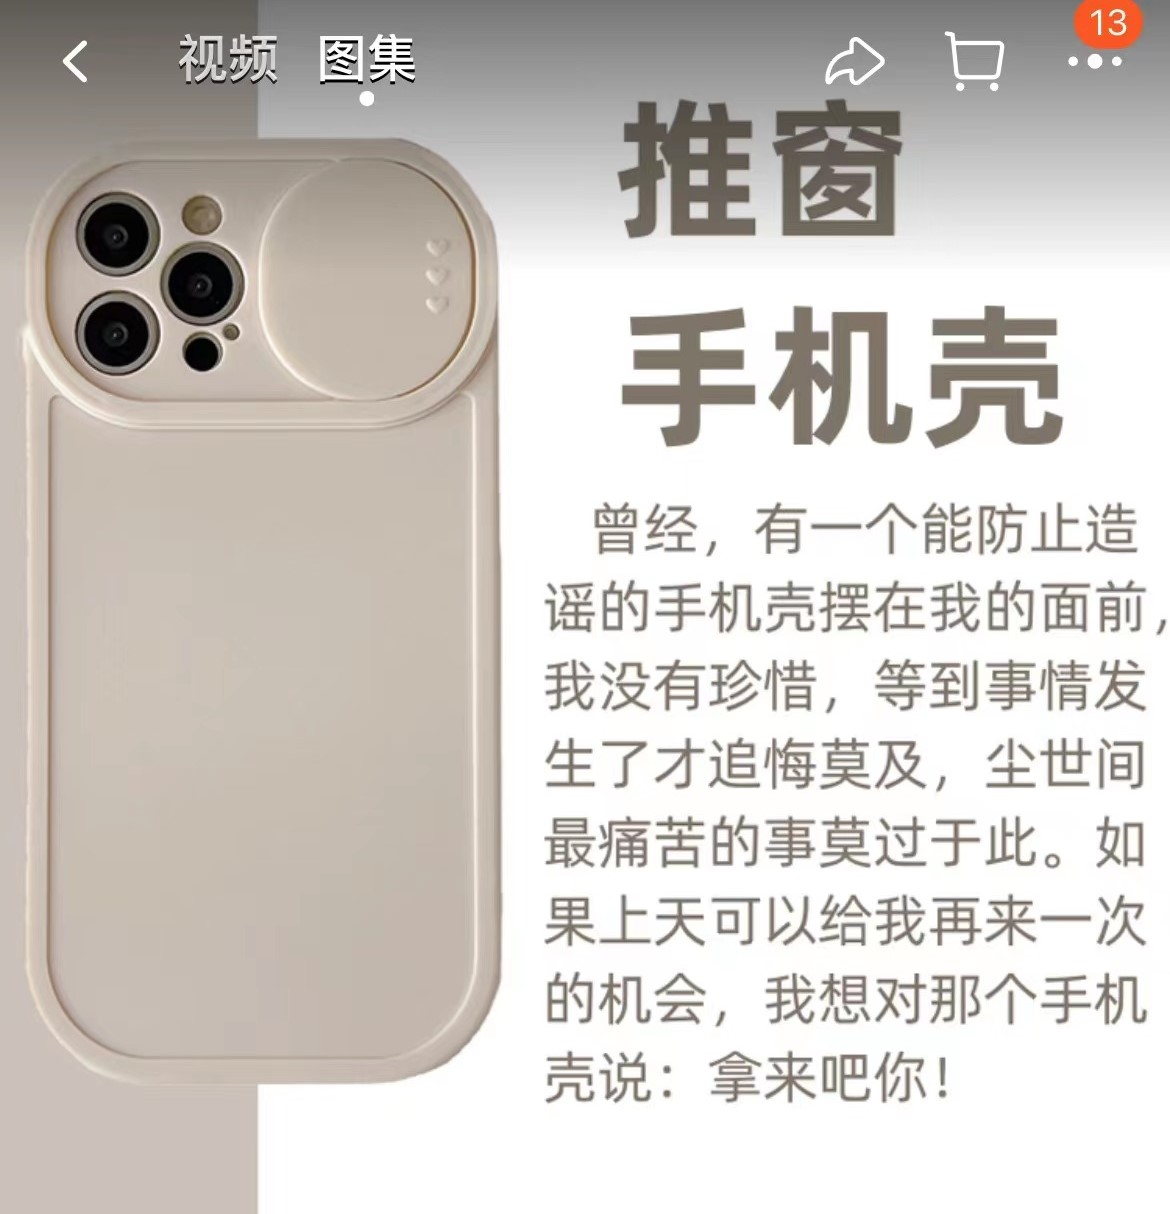 13
视频 图集
推窗
手机壳
曾经，有一个能防止造
谣的手机壳摆在我的面前，
我没有珍惜，等到事情发
生了才追悔莫及，尘世间
最痛苦的事莫过于此。如
果上天可以给我再来一次
的机会，我想对那个手机
壳说：拿来吧你！